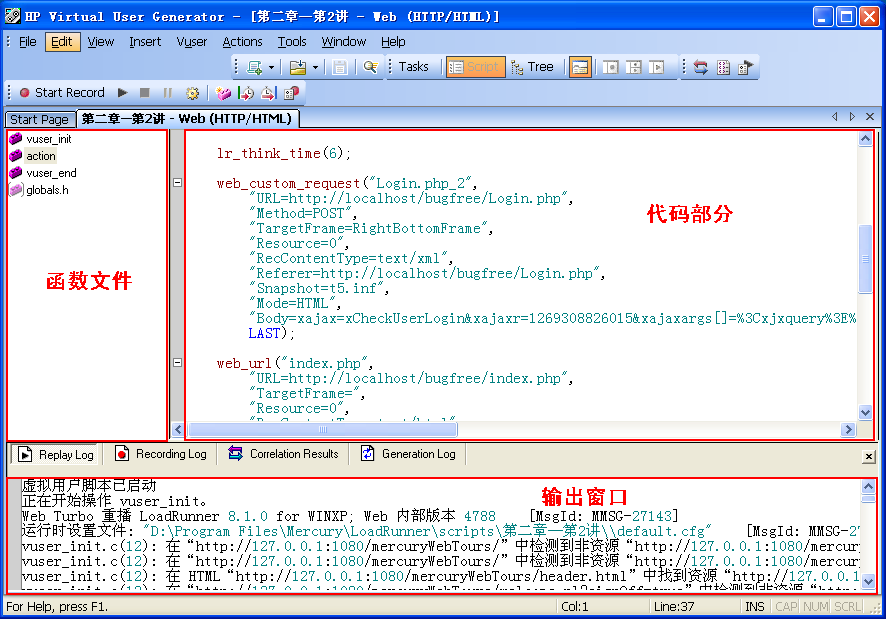 HP Virtual User Generator - [第二章—第2讲 - Web (HTTP/HTML)]
File Edit View Insert Vuser Actions Tools Window Help
Tasks Script Tree
Start Record
Start Page 第二章—第2讲 - Web (HTTP/HTML)
vuser_init
action
vuser_end
globals.h
函数文件
lr_think_time(6);
web_custom_request("Login.php_2",
"URL=http://localhost/bugfree/Login.php",
"Method=POST",
"TargetFrame=RightBottomFrame",
"Resource=0",
"RecContentType=text/xml",
"Referer=http://localhost/bugfree/Login.php",
"Snapshot=t5.inf",
"Mode=HTML",
"Body=xajax=xCheckUserLogin&xajaxr=1269308826015&xajaxargs[]=%3Cxjxquery%3E%
LAST);
web_url("index.php",
"URL=http://localhost/bugfree/index.php",
"TargetFrame=",
"Resource=0",
代码部分
Replay Log Recording Log Correlation Results Generation Log
虚拟用户脚本已启动
正在开始操作 vuser_init。
Web Turbo 重播 LoadRunner 8.1.0 for WINXP; Web 内部版本 4788 [MsgId: MMSG-27143]
运行时设置文件: "D:\Program Files\Mercury\LoadRunner\scripts\第二章—第2讲\\default.cfg" [MsgId: MMSG-27
vuser_init.c(12): 在 “http://127.0.0.1:1080/mercuryWebTours/” 中检测到非资源 “http://127.0.0.1:1080/mercury
vuser_init.c(12): 在 “http://127.0.0.1:1080/mercuryWebTours/” 中检测到非资源 “http://127.0.0.1:1080/mercury
vuser_init.c(12): 在 HTML “http://127.0.0.1:1080/mercuryWebTours/header.html” 中找到资源 “http://127.0.0.1
输出窗口
For Help, press F1. Col:1 Line:37 INS CAP NUM SCRL